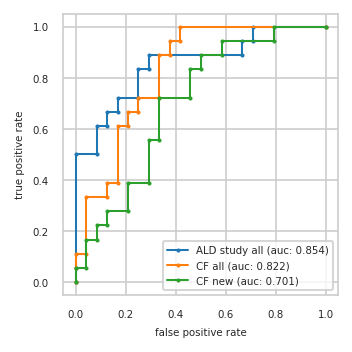 1.0
0.8
0.6
0.4
0.2
0.0
true positive rate
ALD study all (auc: 0.854)
CF all (auc: 0.822)
CF new (auc: 0.701)
0.0 0.2 0.4 0.6 0.8 1.0
false positive rate